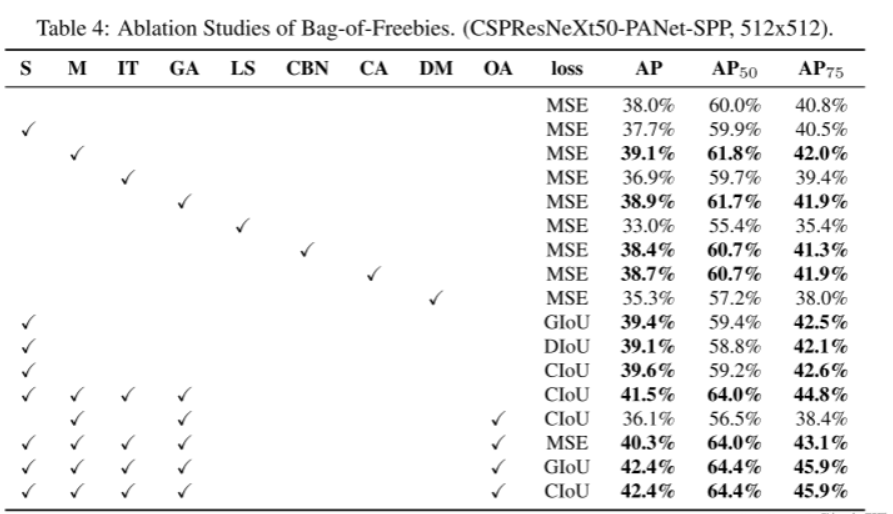 Table 4: Ablation Studies of Bag-of-Freebies. (CSPResNeXt50-PANet-SPP, 512x512).
S M IT GA LS CBN CA DM OA loss AP AP50 AP75
MSE 38.0% 60.0% 40.8%
✓ MSE 37.7% 59.9% 40.5%
✓ MSE 39.1% 61.8% 42.0%
✓ MSE 36.9% 59.7% 39.4%
✓ MSE 38.9% 61.7% 41.9%
✓ MSE 33.0% 55.4% 35.4%
✓ MSE 38.4% 60.7% 41.3%
✓ MSE 38.7% 60.7% 41.9%
✓ MSE 35.3% 57.2% 38.0%
✓ GIoU 39.4% 59.4% 42.5%
✓ DIoU 39.1% 58.8% 42.1%
✓ CIoU 39.6% 59.2% 42.6%
✓ ✓ ✓ ✓ CIoU 41.5% 64.0% 44.8%
✓ ✓ ✓ CIoU 36.1% 56.5% 38.4%
✓ ✓ ✓ ✓ ✓ MSE 40.3% 64.0% 43.1%
✓ ✓ ✓ ✓ ✓ GIoU 42.4% 64.4% 45.9%
✓ ✓ ✓ ✓ ✓ CIoU 42.4% 64.4% 45.9%